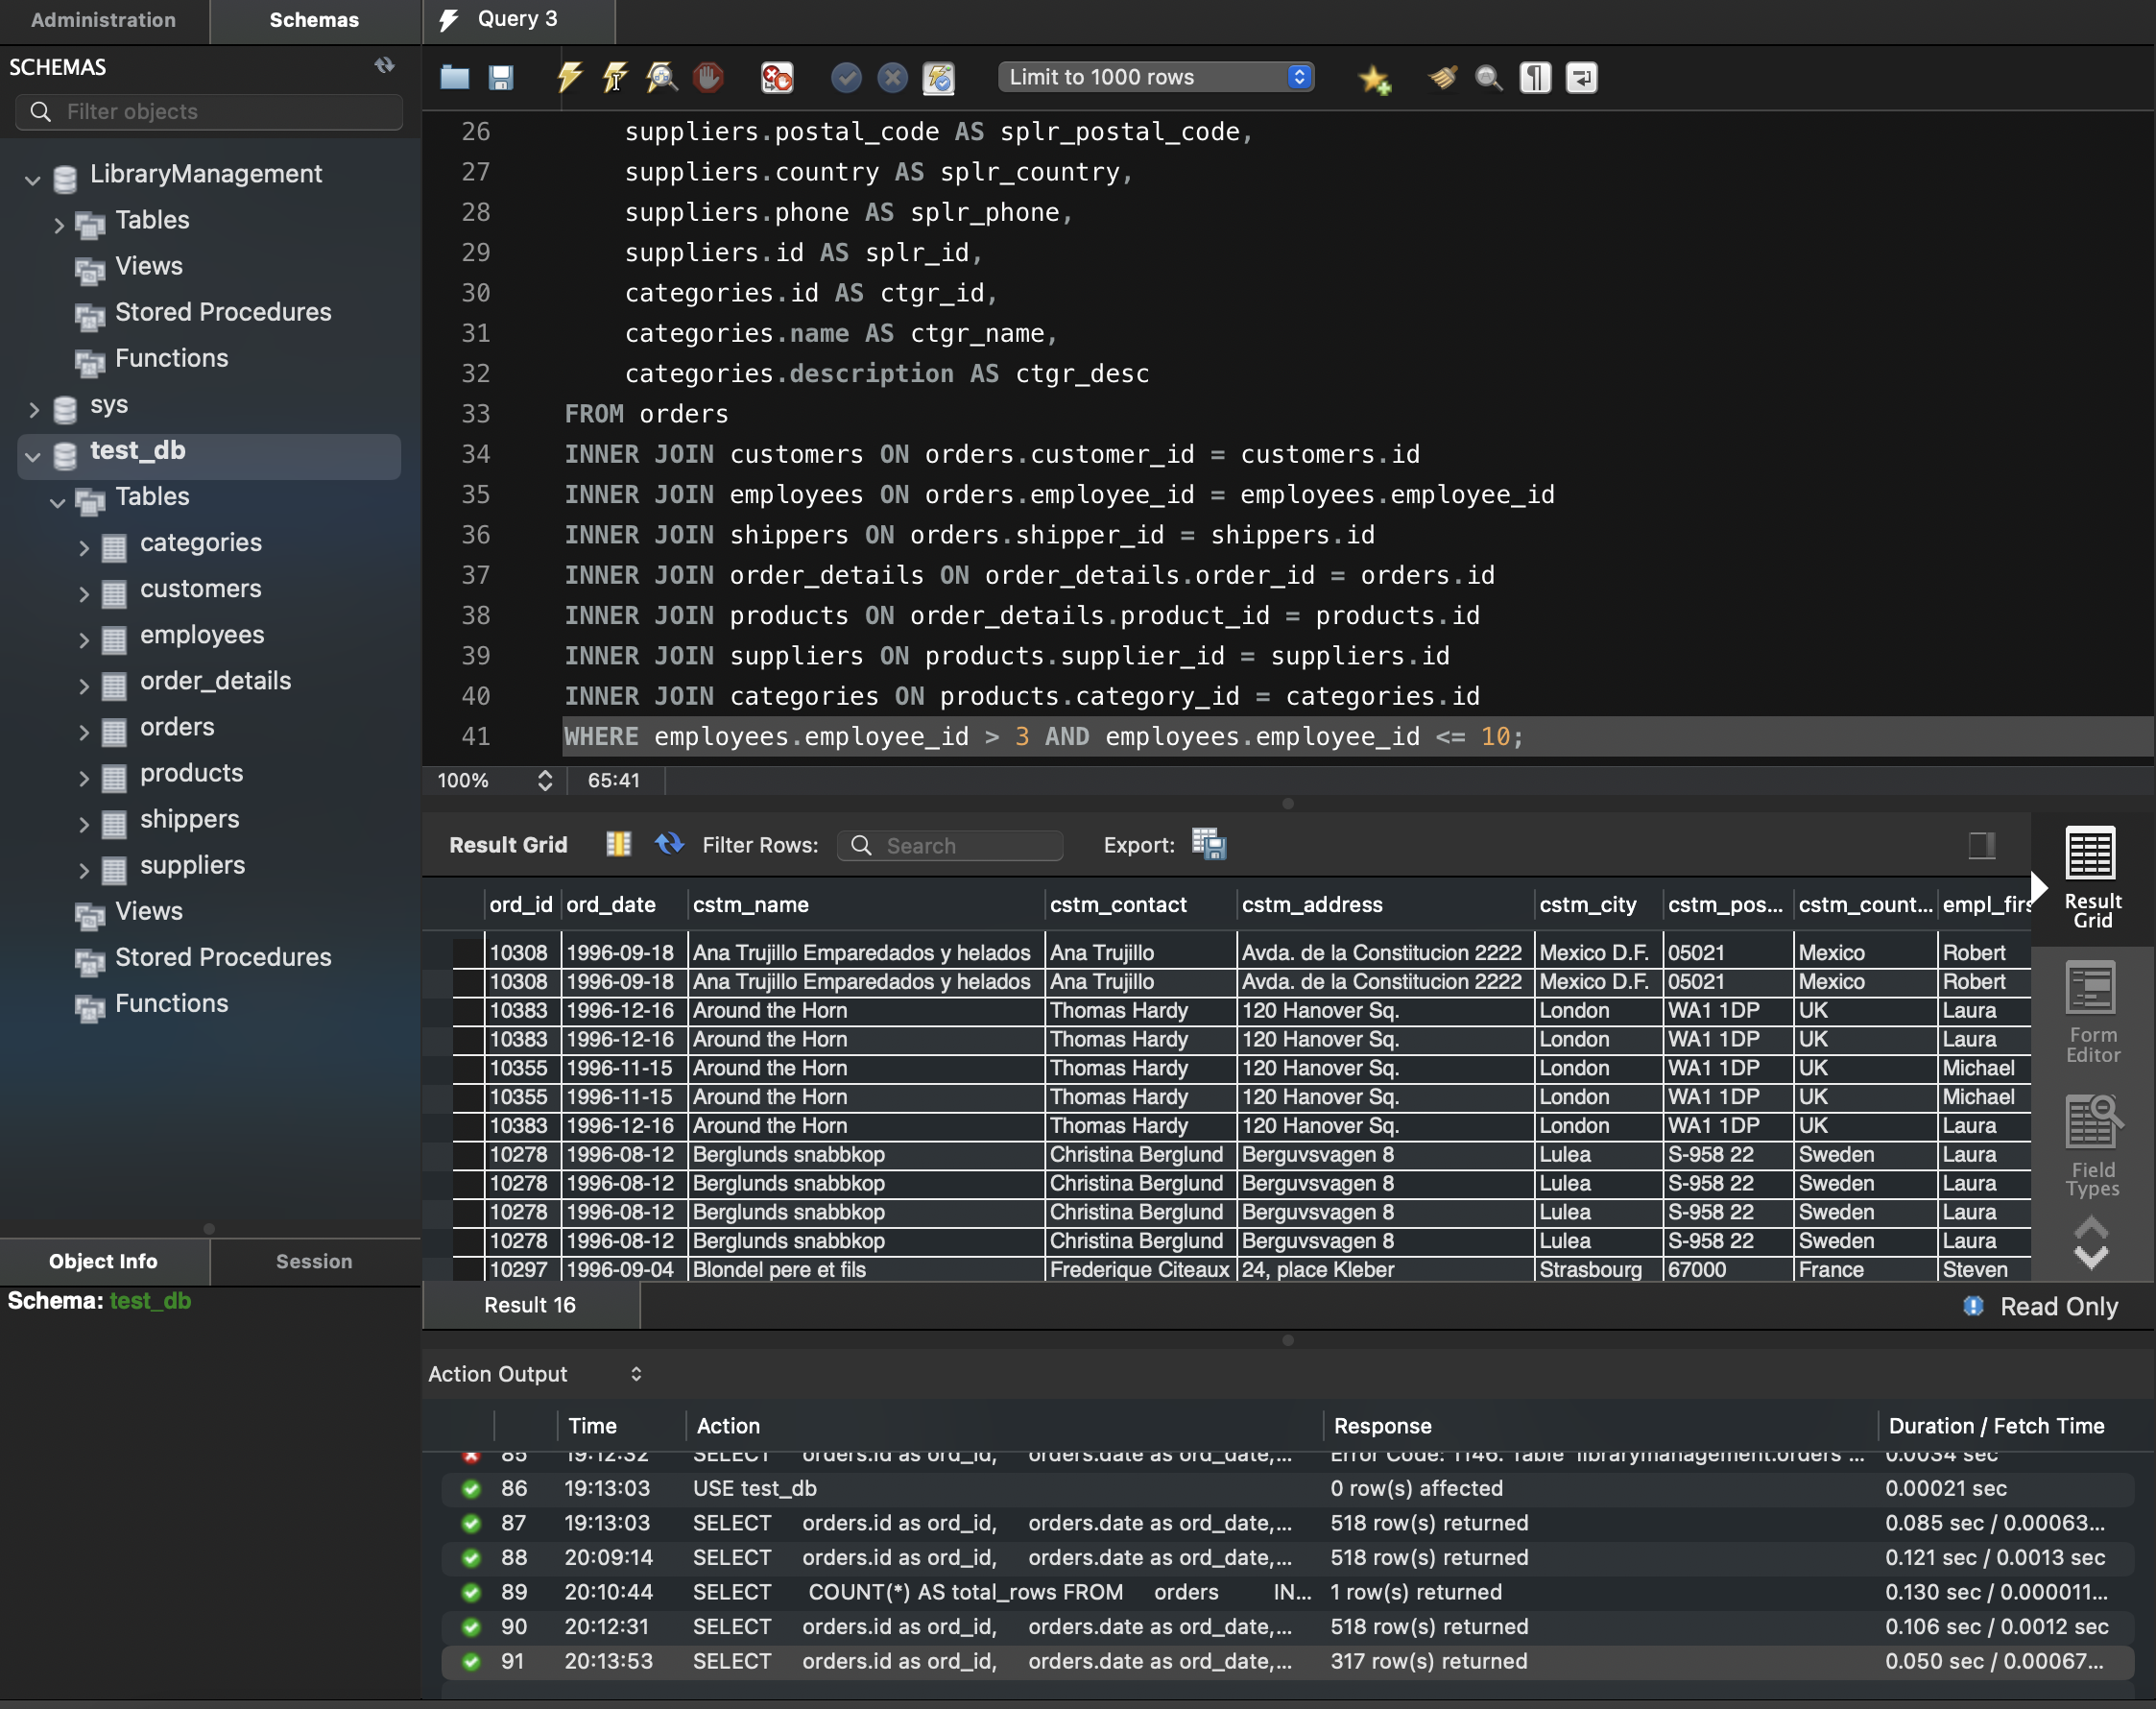 Administration
Schemas
Query 3
SCHEMAS
Filter objects
LibraryManagement
Tables
Views
Stored Procedures
Functions
sys
test_db
Tables
categories
customers
employees
order_details
orders
products
shippers
suppliers
Views
Stored Procedures
Functions
Object Info
Session
Schema: test_db
Limit to 1000 rows
26 suppliers.postal_code AS splr_postal_code,
27 suppliers.country AS splr_country,
28 suppliers.phone AS splr_phone,
29 suppliers.id AS splr_id,
30 categories.id AS ctgr_id,
31 categories.name AS ctgr_name,
32 categories.description AS ctgr_desc
33 FROM orders
34 INNER JOIN customers ON orders.customer_id = customers.id
35 INNER JOIN employees ON orders.employee_id = employees.employee_id
36 INNER JOIN shippers ON orders.shipper_id = shippers.id
37 INNER JOIN order_details ON order_details.order_id = orders.id
38 INNER JOIN products ON order_details.product_id = products.id
39 INNER JOIN suppliers ON products.supplier_id = suppliers.id
40 INNER JOIN categories ON products.category_id = categories.id
41 WHERE employees.employee_id > 3 AND employees.employee_id <= 10;
100% 65:41
Result Grid Filter Rows: Search Export:
ord_id ord_date cstm_name cstm_contact cstm_address cstm_city cstm_pos... cstm_count... empl_firs
10308 1996-09-18 Ana Trujillo Emparedados y helados Ana Trujillo Avda. de la Constitucion 2222 Mexico D.F. 05021 Mexico Robert
10308 1996-09-18 Ana Trujillo Emparedados y helados Ana Trujillo Avda. de la Constitucion 2222 Mexico D.F. 05021 Mexico Robert
10383 1996-12-16 Around the Horn Thomas Hardy 120 Hanover Sq. London WA1 1DP UK Laura
10383 1996-12-16 Around the Horn Thomas Hardy 120 Hanover Sq. London WA1 1DP UK Laura
10355 1996-11-15 Around the Horn Thomas Hardy 120 Hanover Sq. London WA1 1DP UK Michael
10355 1996-11-15 Around the Horn Thomas Hardy 120 Hanover Sq. London WA1 1DP UK Michael
10383 1996-12-16 Around the Horn Thomas Hardy 120 Hanover Sq. London WA1 1DP UK Laura
10278 1996-08-12 Berglunds snabbkop Christina Berglund Berguvsvagen 8 Lulea S-958 22 Sweden Laura
10278 1996-08-12 Berglunds snabbkop Christina Berglund Berguvsvagen 8 Lulea S-958 22 Sweden Laura
10278 1996-08-12 Berglunds snabbkop Christina Berglund Berguvsvagen 8 Lulea S-958 22 Sweden Laura
10278 1996-08-12 Berglunds snabbkop Christina Berglund Berguvsvagen 8 Lulea S-958 22 Sweden Laura
10297 1996-09-04 Blondel pere et fils Frederique Citeaux 24, place Kleber Strasbourg 67000 France Steven
Result
Grid
Form
Editor
Field
Types
Result 16
Read Only
Action Output
Time Action Response Duration / Fetch Time
85 19:12:32 SELECT orders.id as ord_id, orders.date as ord_date,... Error Code: 1146. Table 'librarymanagement.orders' ... 0.0034 sec
86 19:13:03 USE test_db 0 row(s) affected 0.00021 sec
87 19:13:03 SELECT orders.id as ord_id, orders.date as ord_date,... 518 row(s) returned 0.085 sec / 0.00063...
88 20:09:14 SELECT orders.id as ord_id, orders.date as ord_date,... 518 row(s) returned 0.121 sec / 0.0013 sec
89 20:10:44 SELECT COUNT(*) AS total_rows FROM orders IN... 1 row(s) returned 0.130 sec / 0.000011...
90 20:12:31 SELECT orders.id as ord_id, orders.date as ord_date,... 518 row(s) returned 0.106 sec / 0.0012 sec
91 20:13:53 SELECT orders.id as ord_id, orders.date as ord_date,... 317 row(s) returned 0.050 sec / 0.00067...